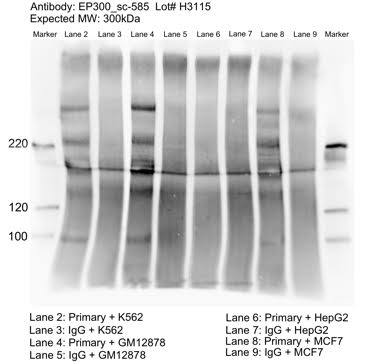 Antibody: EP300_sc-585  Lot# H3115
Expected MW: 300kDa
Marker Lane 2 Lane 3 Lane 4 Lane 5 Lane 6 Lane 7 Lane 8 Lane 9 Marker
220
120
100
Lane 2: Primary + K562
Lane 3: IgG + K562
Lane 4: Primary + GM12878
Lane 5: IgG + GM12878
Lane 6: Primary + HepG2
Lane 7: IgG + HepG2
Lane 8: Primary + MCF7
Lane 9: IgG + MCF7